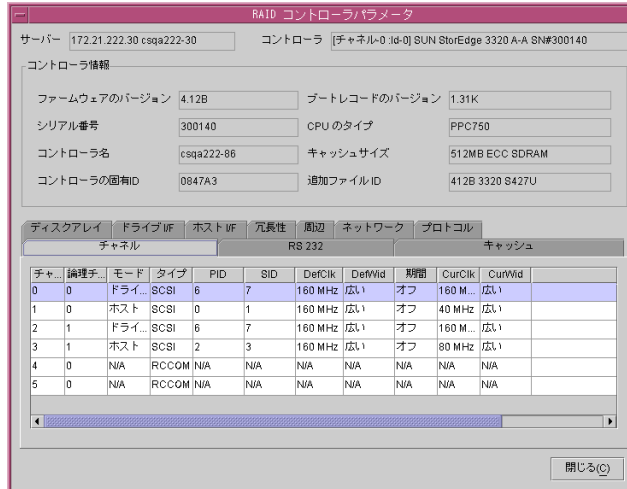 RAID コントローラパラメータ
サーバー 172.21.222.30 csqa222-30 コントローラ [チャネル-0 :Id-0] SUN StorEdge 3320 A-A SN#300140
コントローラ情報
ファームウェアのバージョン 4.12B ブートレコードのバージョン 1.31K
シリアル番号 300140 CPU のタイプ PPC750
コントローラ名 csqa222-86 キャッシュサイズ 512MB ECC SDRAM
コントローラの固有ID 0847A3 追加ファイル ID 412B 3320 S427U
ディスクアレイ ドライブ I/F ホスト I/F 冗長性 周辺 ネットワーク プロトコル
チャネル RS 232 キャッシュ
チャ... 論理チ... モード タイプ PID SID DefClk DefWid 期間 CurClk CurWid
0 0 ドライ... SCSI 6 7 160 MHz 広い オフ 160 M... 広い
1 0 ホスト SCSI 0 1 160 MHz 広い オフ 40 MHz 広い
2 1 ドライ... SCSI 6 7 160 MHz 広い オフ 160 M... 広い
3 1 ホスト SCSI 2 3 160 MHz 広い オフ 80 MHz 広い
4 0 N/A RCCOM N/A N/A N/A N/A N/A N/A N/A
5 0 N/A RCCOM N/A N/A N/A N/A N/A N/A N/A
閉じる(C)